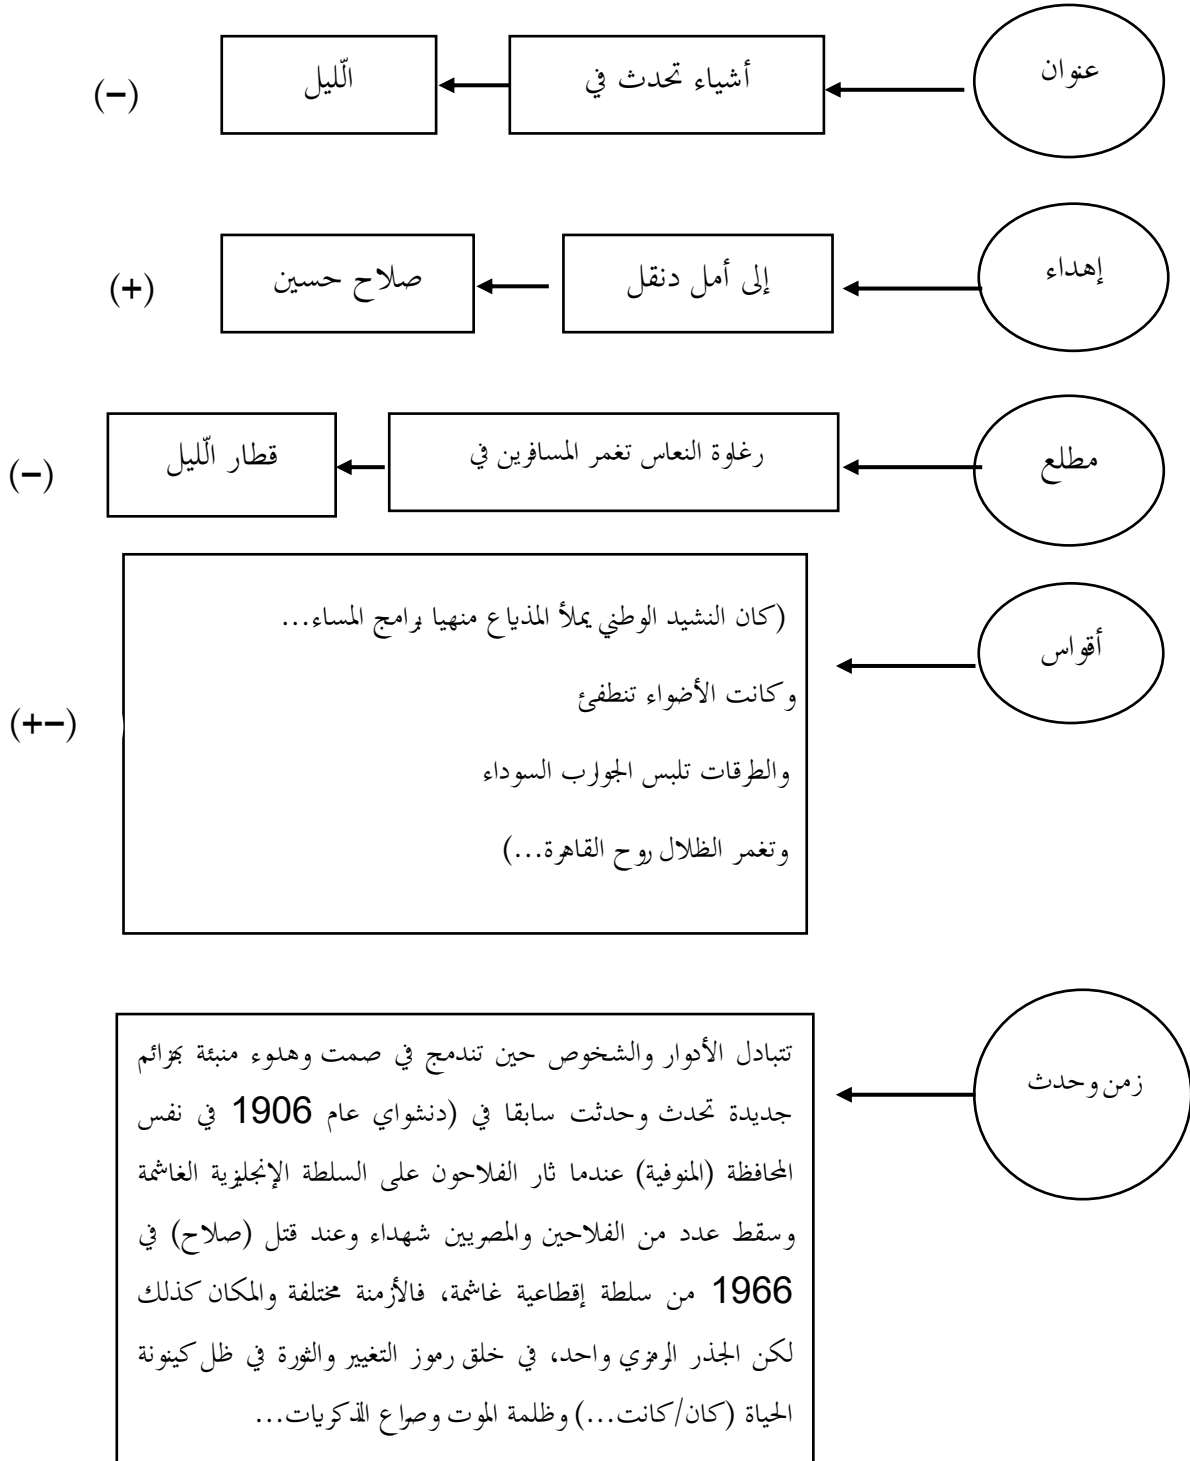 عنوان
أشياء تحدث في
الّليل
(−)
إهداء
إلى أمل دنقل
صلاح حسين
(+)
مطلع
رغاوة النعاس تغمر المسافرين في
قطار الّليل
(−)
أقواس
(كان النشيد الوطني يملأ المذياع منهيا برامج المساء...
وكانت الأضواء تنطفئ
والطرقات تلبس الجوارب السوداء
وتغمر الظلال روح القاهرة...)
(+−)
زمن وحدث
تتبادل الأدوار والشخوص حين تندمج في صمت وهدوء منبئة بهزائم
جديدة تحدث وحدثت سابقا في (دنشواي عام 1906 في نفس
المحافظة (المنوفية) عندما ثار الفلاحون على السلطة الإنجليزية الغاشمة
وسقط عدد من الفلاحين والمصريين شهداء وعند قتل (صلاح) في
1966 من سلطة إقطاعية غاشمة، فالأزمنة مختلفة والمكان كذلك
لكن الجذر الرمزي واحد، في خلق رموز التغيير والثورة في ظل كينونة
الحياة (كان/كانت...) وظلمة الموت وصراع الذكريات...